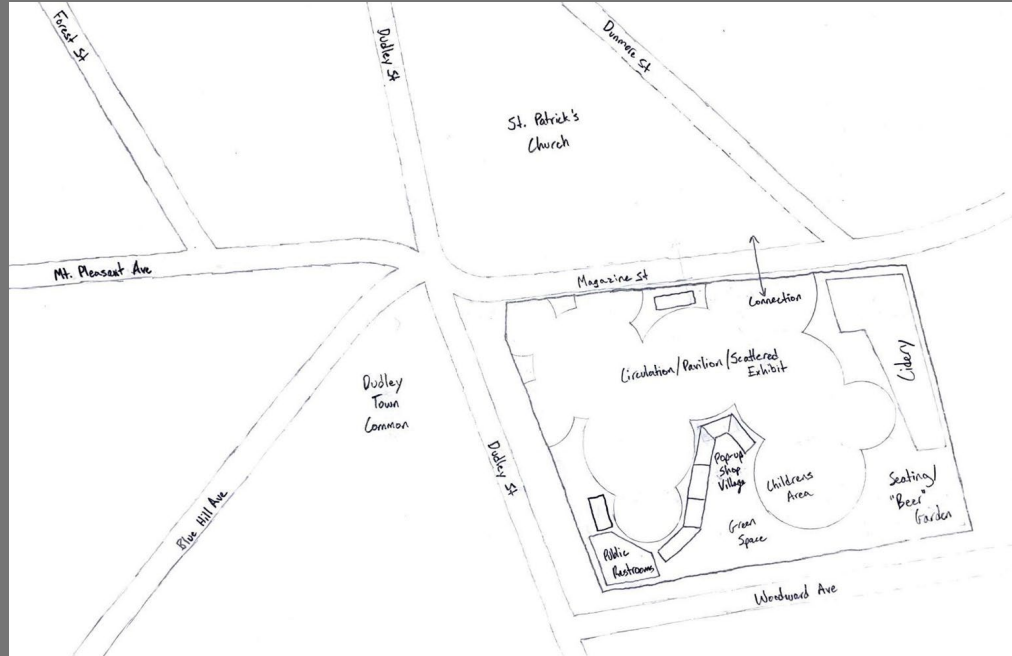 Forest St
Dudley St
Dunmore St
St. Patrick's
Church
Mt. Pleasant Ave
Magazine St
Connection
Circulation/Pavilion/Scattered
Exhibit
Cidery
Dudley
Town
Common
Dudley St
Pop-up
Shop
Village
Childrens
Area
Seating/
"Beer"
Garden
Green
Space
Blue Hill Ave
Public
Restrooms
Woodward Ave